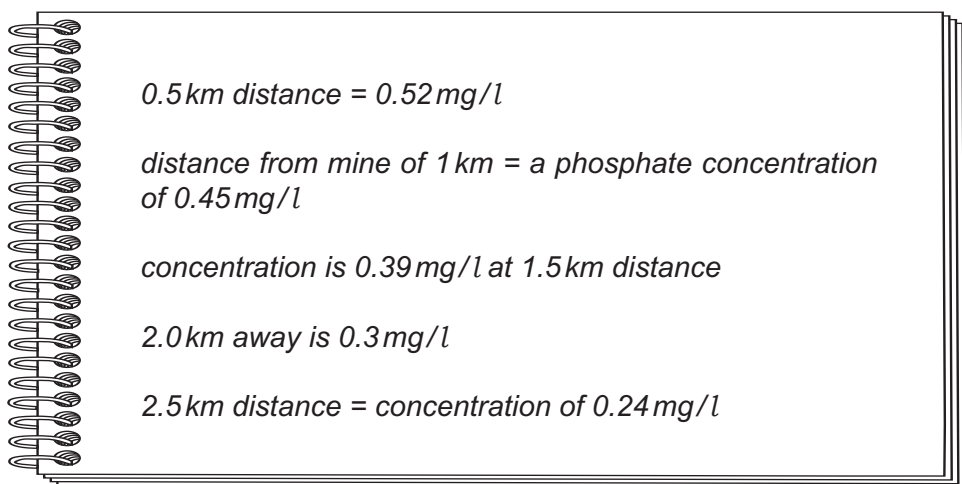 0.5 km distance = 0.52 mg/l
distance from mine of 1 km = a phosphate concentration
of 0.45 mg/l
concentration is 0.39 mg/l at 1.5 km distance
2.0 km away is 0.3 mg/l
2.5 km distance = concentration of 0.24 mg/l